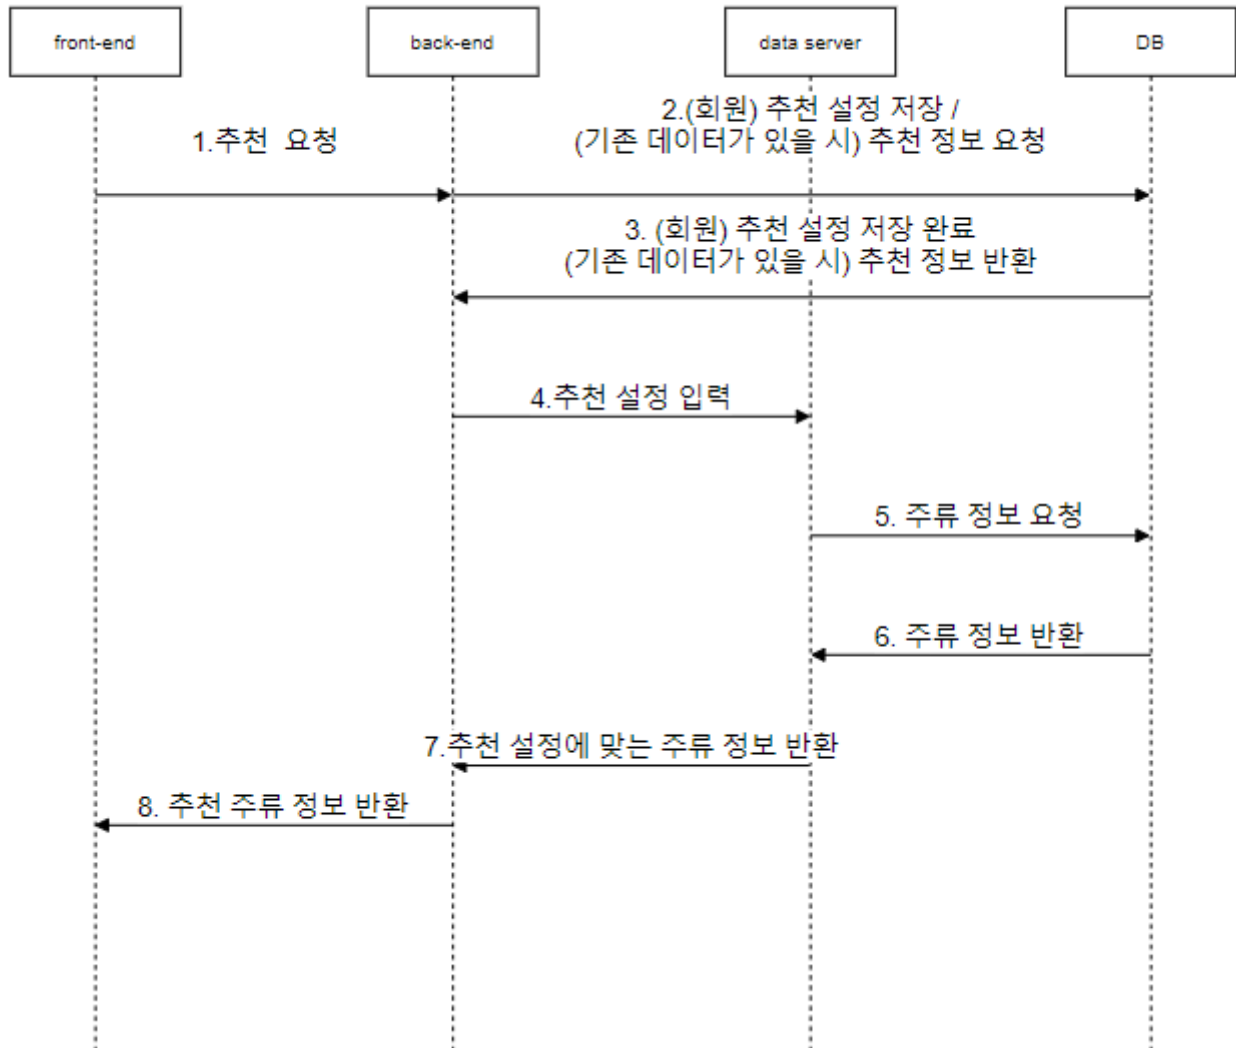 front-end
back-end
data server
DB
1.추천  요청
2.(회원) 추천 설정 저장 /
(기존 데이터가 있을 시) 추천 정보 요청
3. (회원) 추천 설정 저장 완료
(기존 데이터가 있을 시) 추천 정보 반환
4.추천 설정 입력
5. 주류 정보 요청
6. 주류 정보 반환
7.추천 설정에 맞는 주류 정보 반환
8. 추천 주류 정보 반환